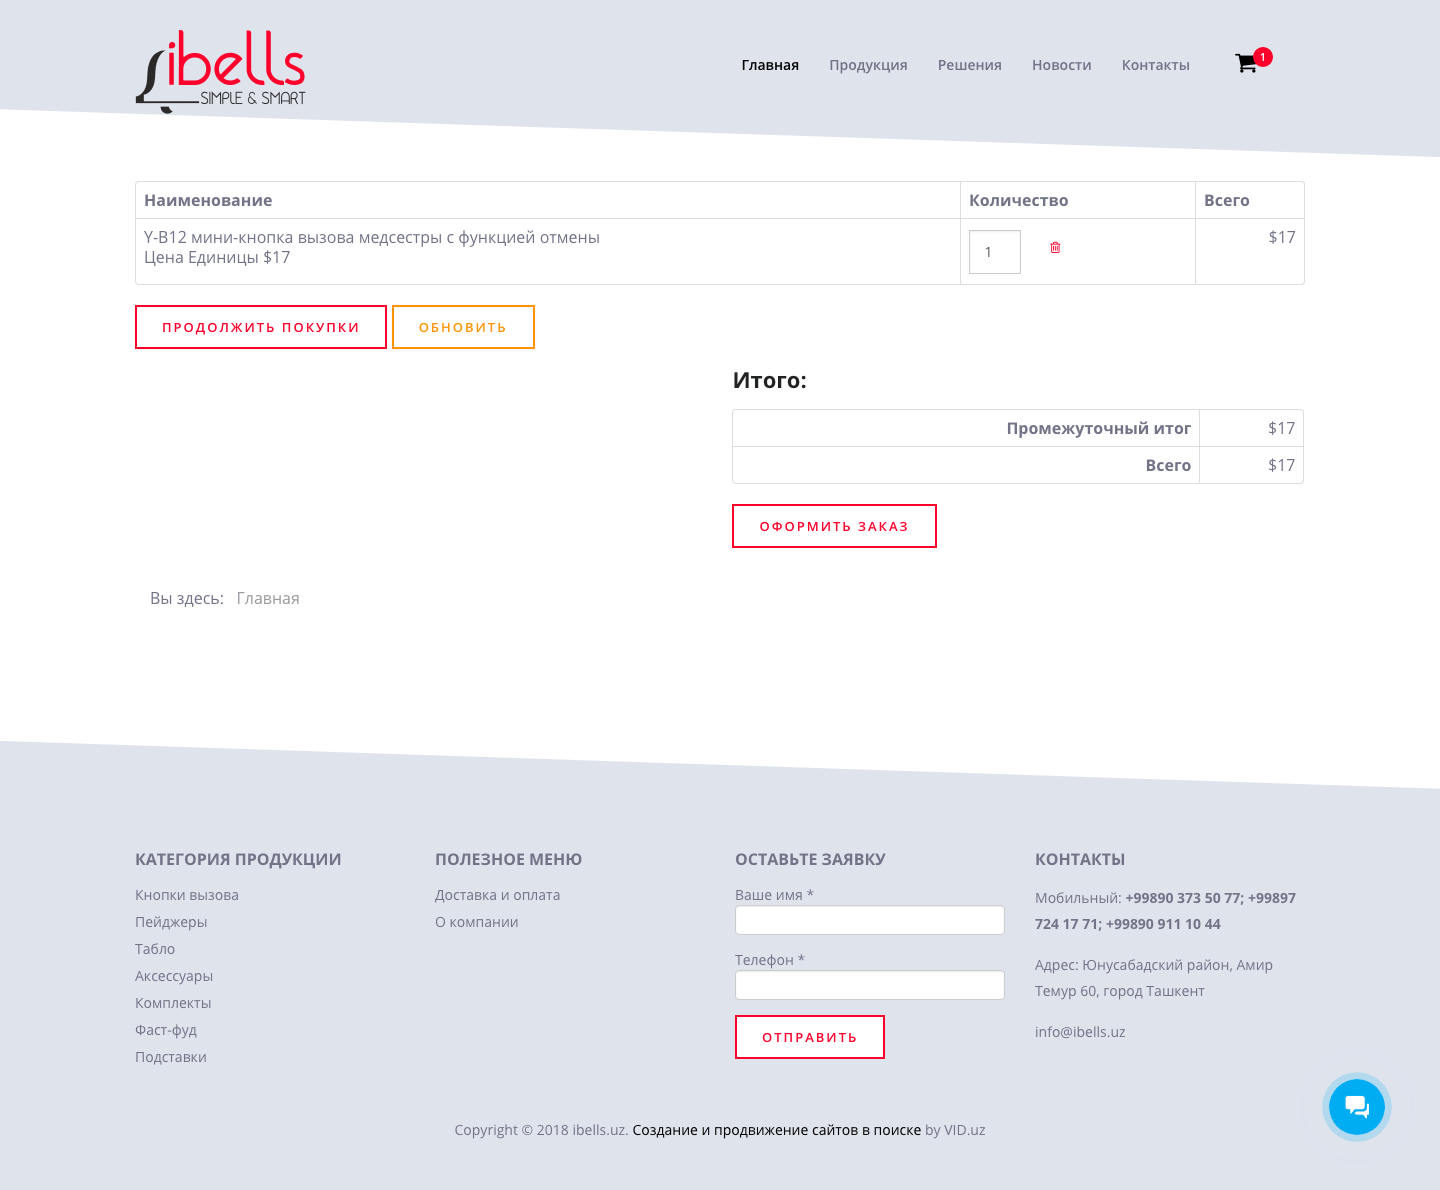 ibells
SIMPLE & SMART
Главная Продукция Решения Новости Контакты 1
Наименование Количество Всего
Y-B12 мини-кнопка вызова медсестры с функцией отмены 1 $17
Цена Единицы $17
ПРОДОЛЖИТЬ ПОКУПКИ ОБНОВИТЬ
Итого:
Промежуточный итог $17
Всего $17
ОФОРМИТЬ ЗАКАЗ
Вы здесь: Главная
КАТЕГОРИЯ ПРОДУКЦИИ
Кнопки вызова
Пейджеры
Табло
Аксессуары
Комплекты
Фаст-фуд
Подставки
ПОЛЕЗНОЕ МЕНЮ
Доставка и оплата
О компании
ОСТАВЬТЕ ЗАЯВКУ
Ваше имя *
Телефон *
ОТПРАВИТЬ
КОНТАКТЫ
Мобильный: +99890 373 50 77; +99897
724 17 71; +99890 911 10 44
Адрес: Юнусабадский район, Амир
Темур 60, город Ташкент
info@ibells.uz
Copyright © 2018 ibells.uz. Создание и продвижение сайтов в поиске by VID.uz